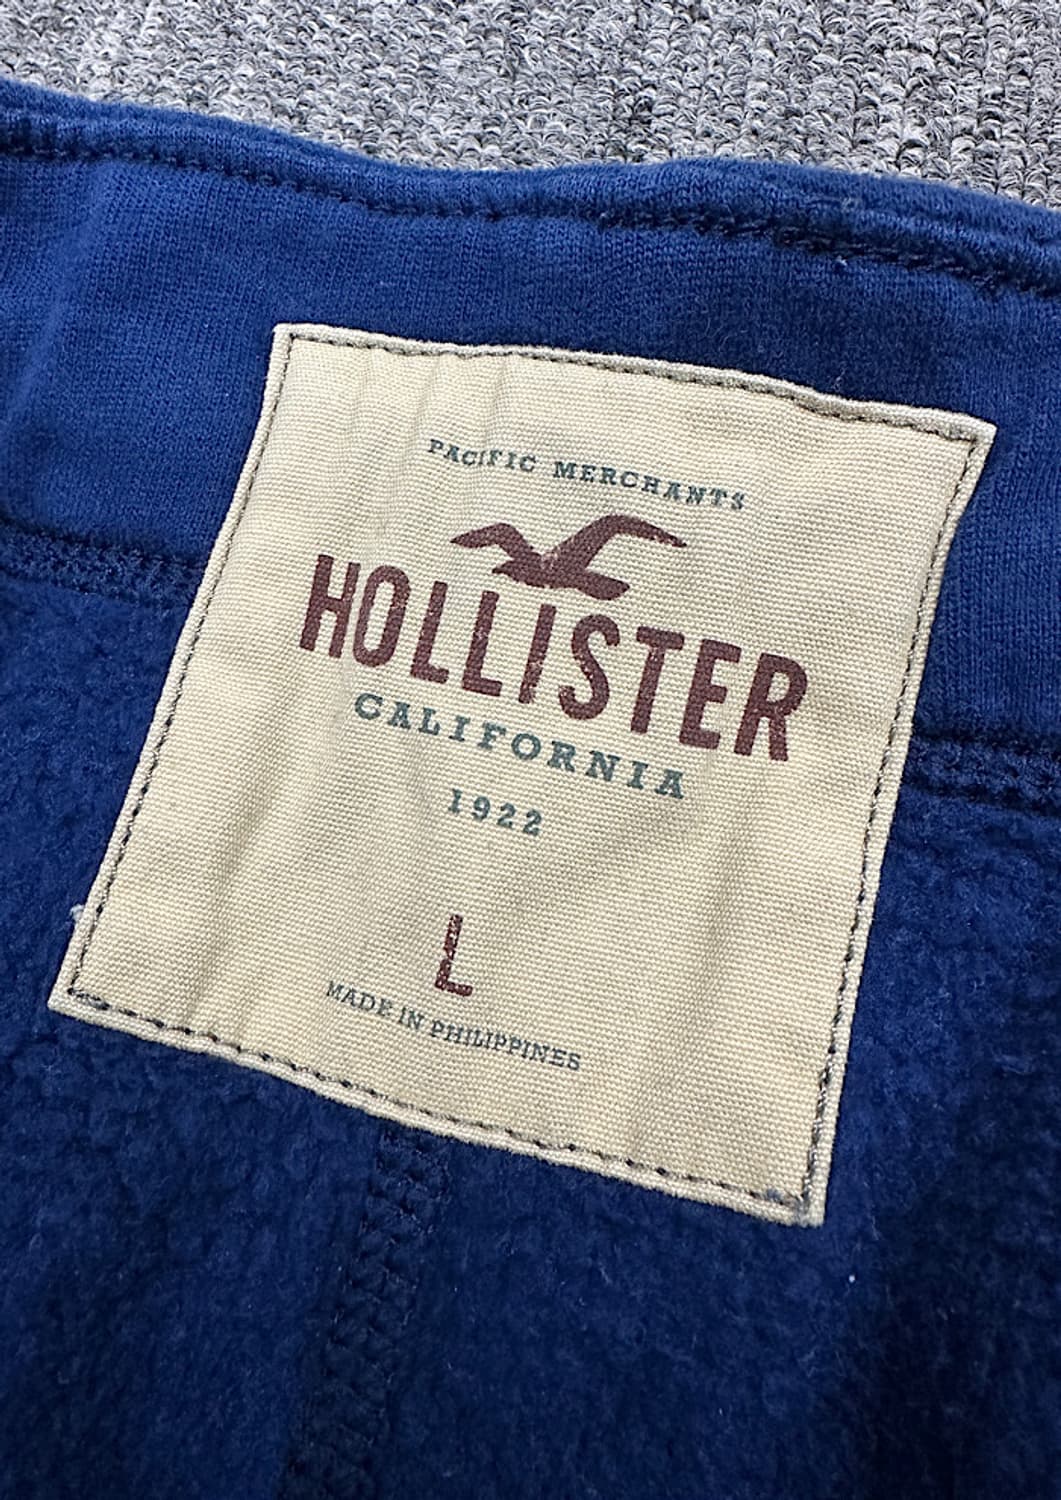 PACIFIC MERCHANTS
HOLLISTER
CALIFORNIA
1922
L
MADE IN PHILIPPINES